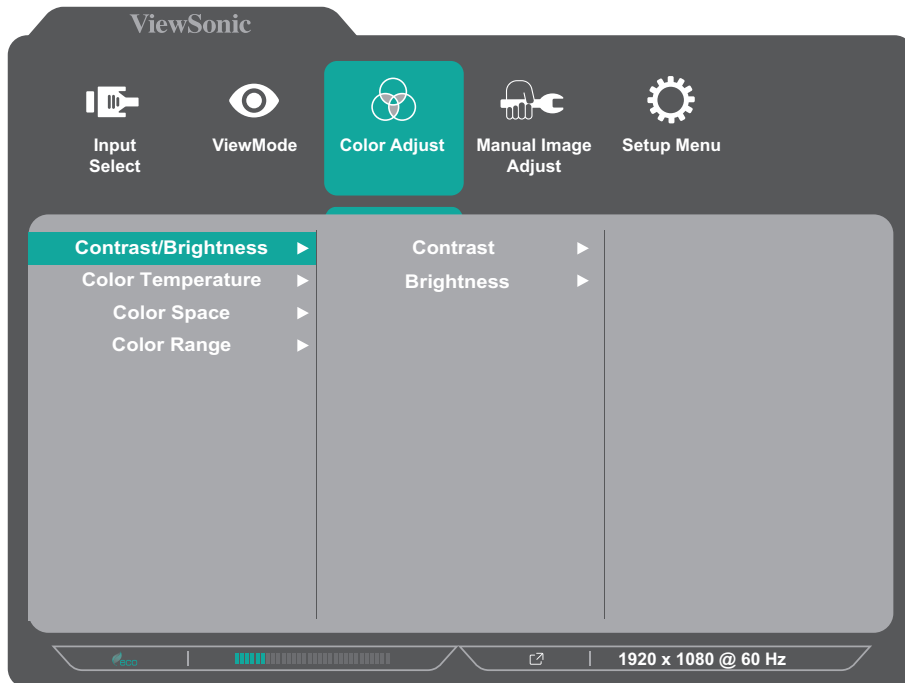 ViewSonic
Input
Select
ViewMode
Color Adjust
Manual Image
Adjust
Setup Menu
Contrast/Brightness
Color Temperature
Color Space
Color Range
Contrast
Brightness
eco
1920 x 1080 @ 60 Hz